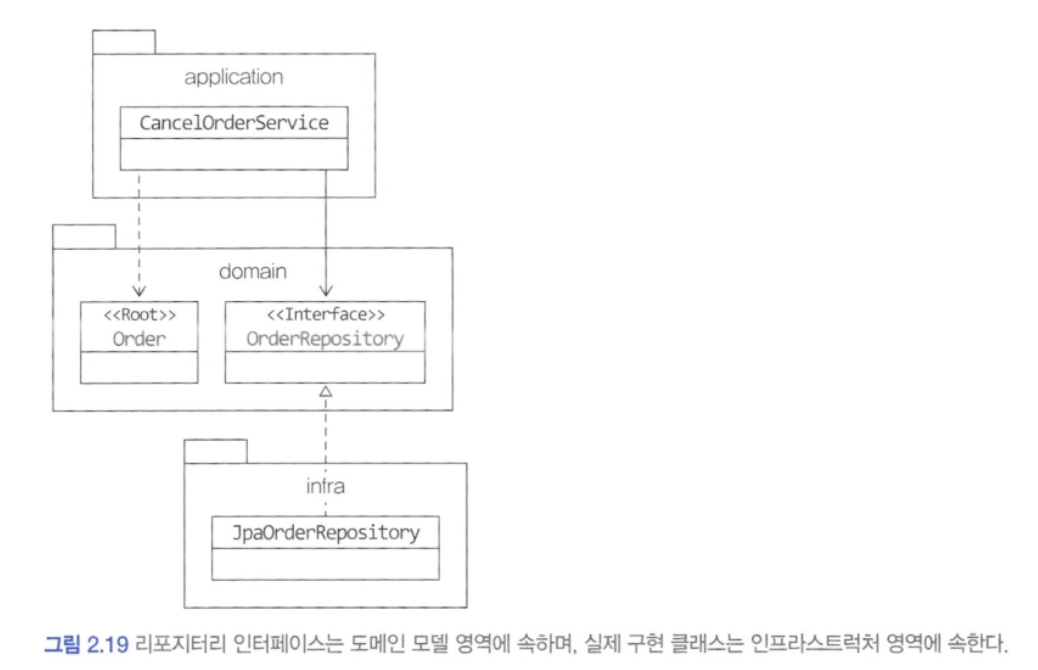 application
CancelOrderService
domain
<<Root>>
Order
<<Interface>>
OrderRepository
infra
JpaOrderRepository
그림 2.19 리포지터리 인터페이스는 도메인 모델 영역에 속하며, 실제 구현 클래스는 인프라스트럭처 영역에 속한다.